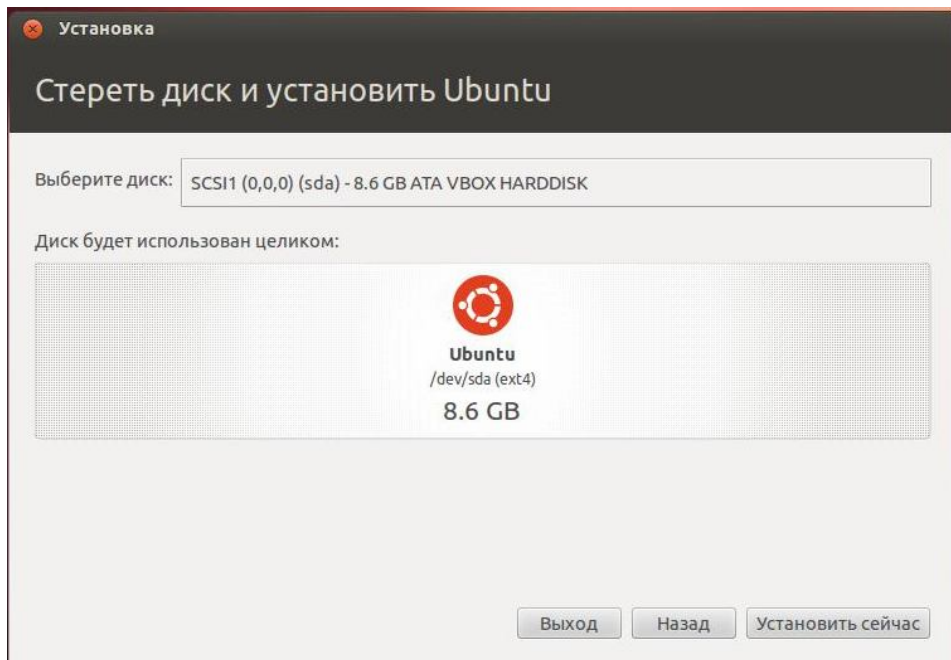 Установка
Стереть диск и установить Ubuntu
Выберите диск:
SCSI1 (0,0,0) (sda) - 8.6 GB ATA VBOX HARDDISK
Диск будет использован целиком:
Ubuntu
/dev/sda (ext4)
8.6 GB
Выход
Назад
Установить сейчас